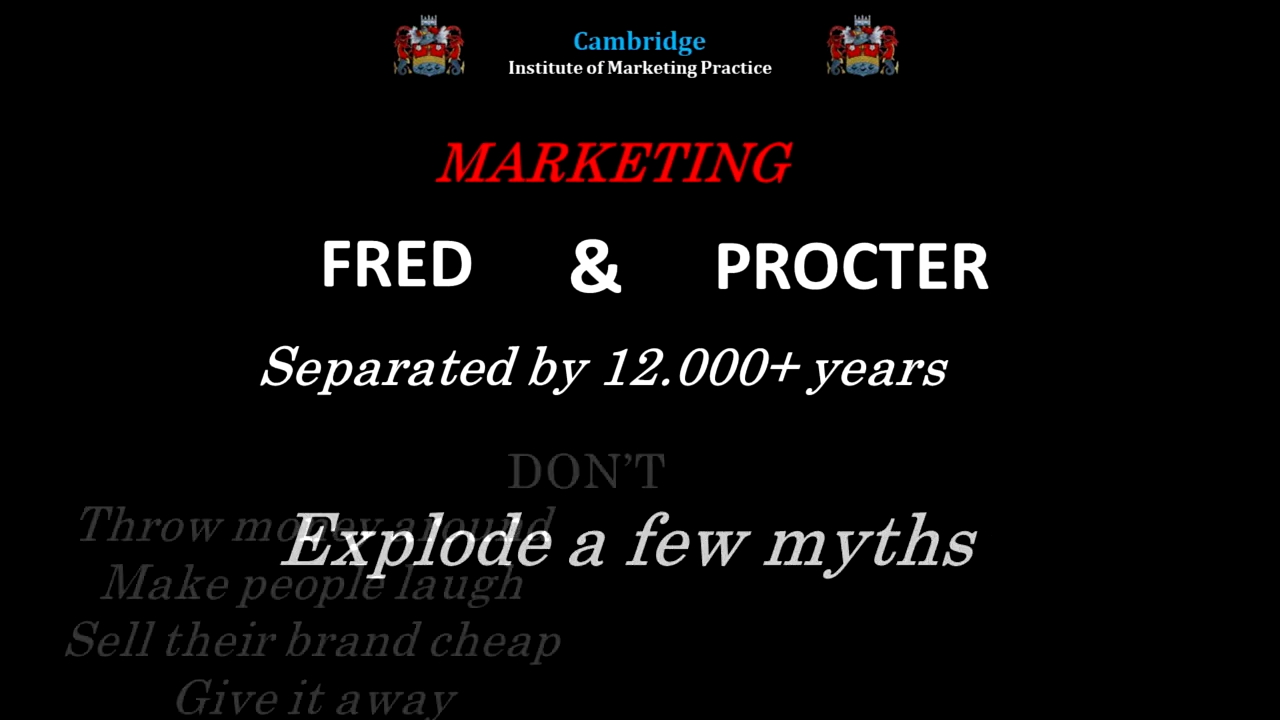 Cambridge
Institute of Marketing Practice
MARKETING
FRED & PROCTER
Separated by 12.000+ years
DON'T
Throw money around
Explode a few myths
Make people laugh
Sell their brand cheap
Give it away